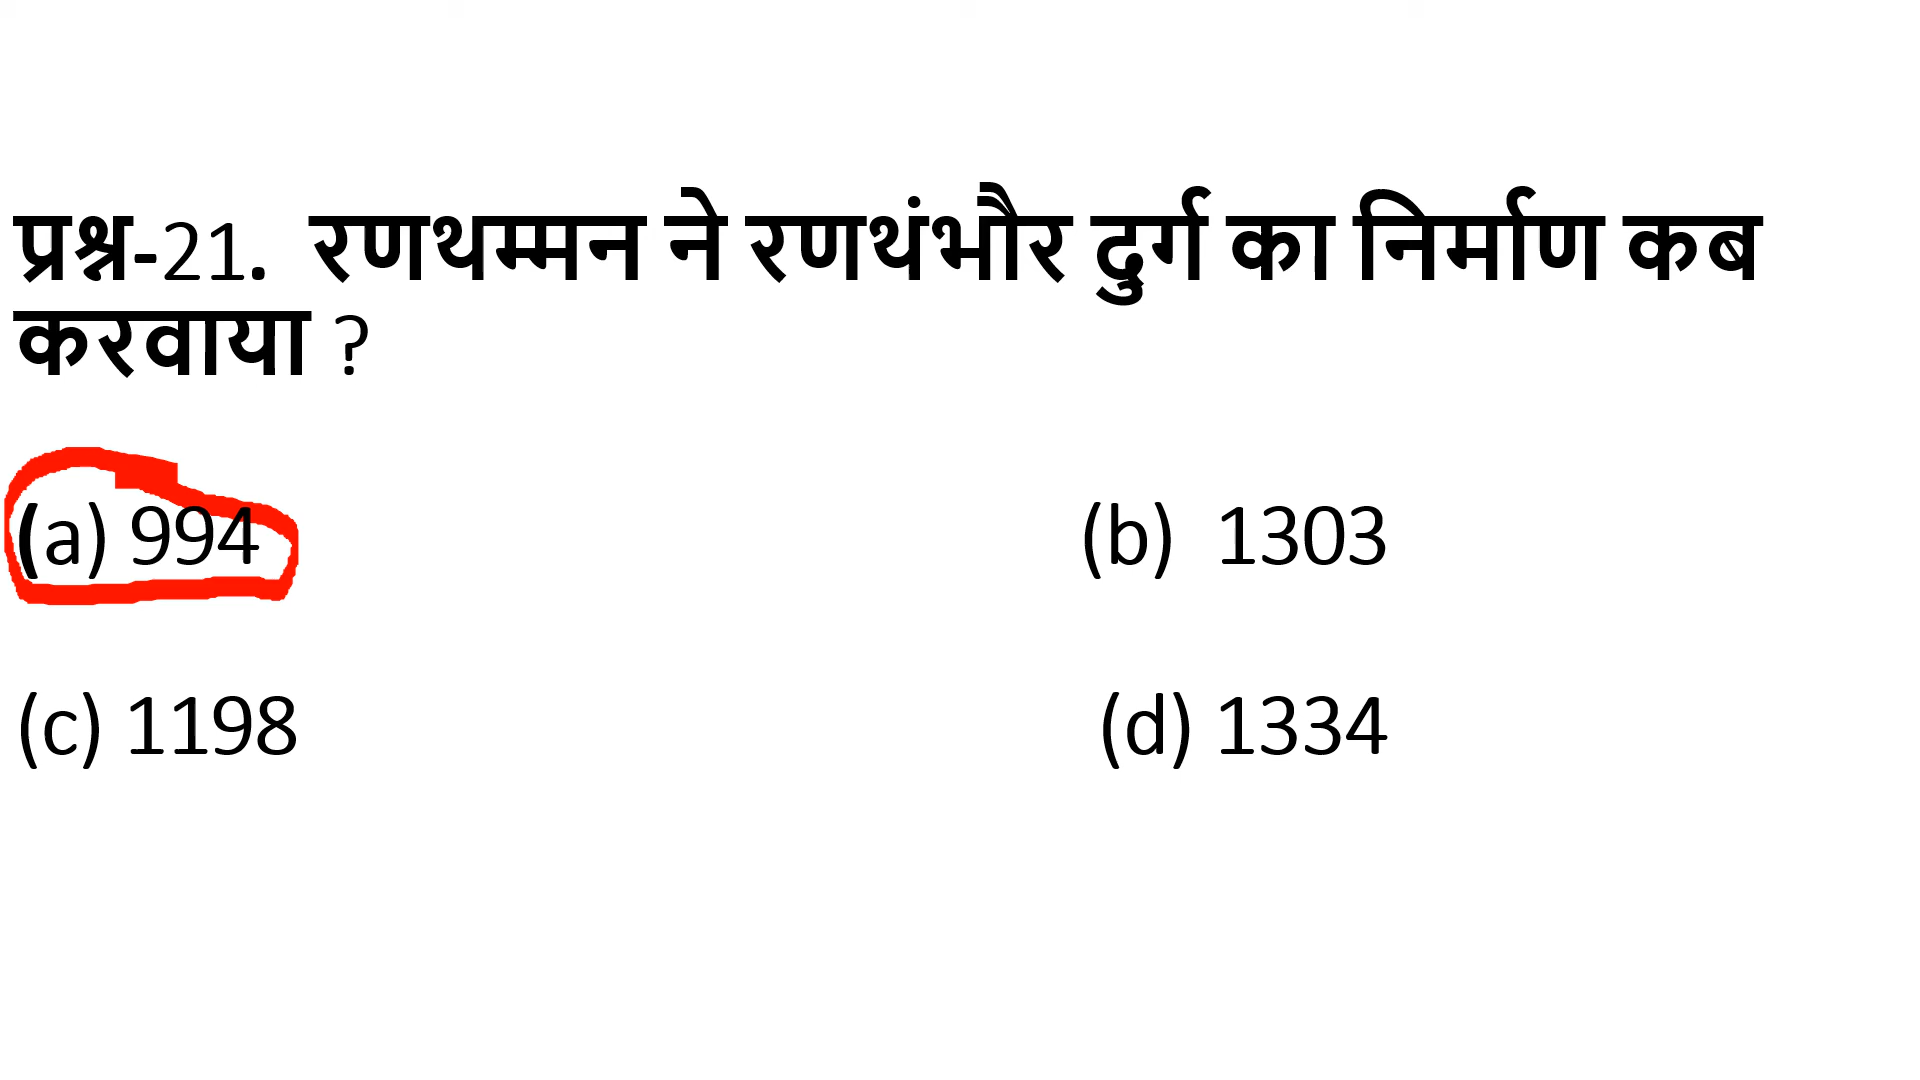 प्रश्न-21. रणथम्मन ने रणथंभौर दुर्ग का निर्माण कब
करवाया ?
(a) 994 (b) 1303
(c) 1198 (d) 1334